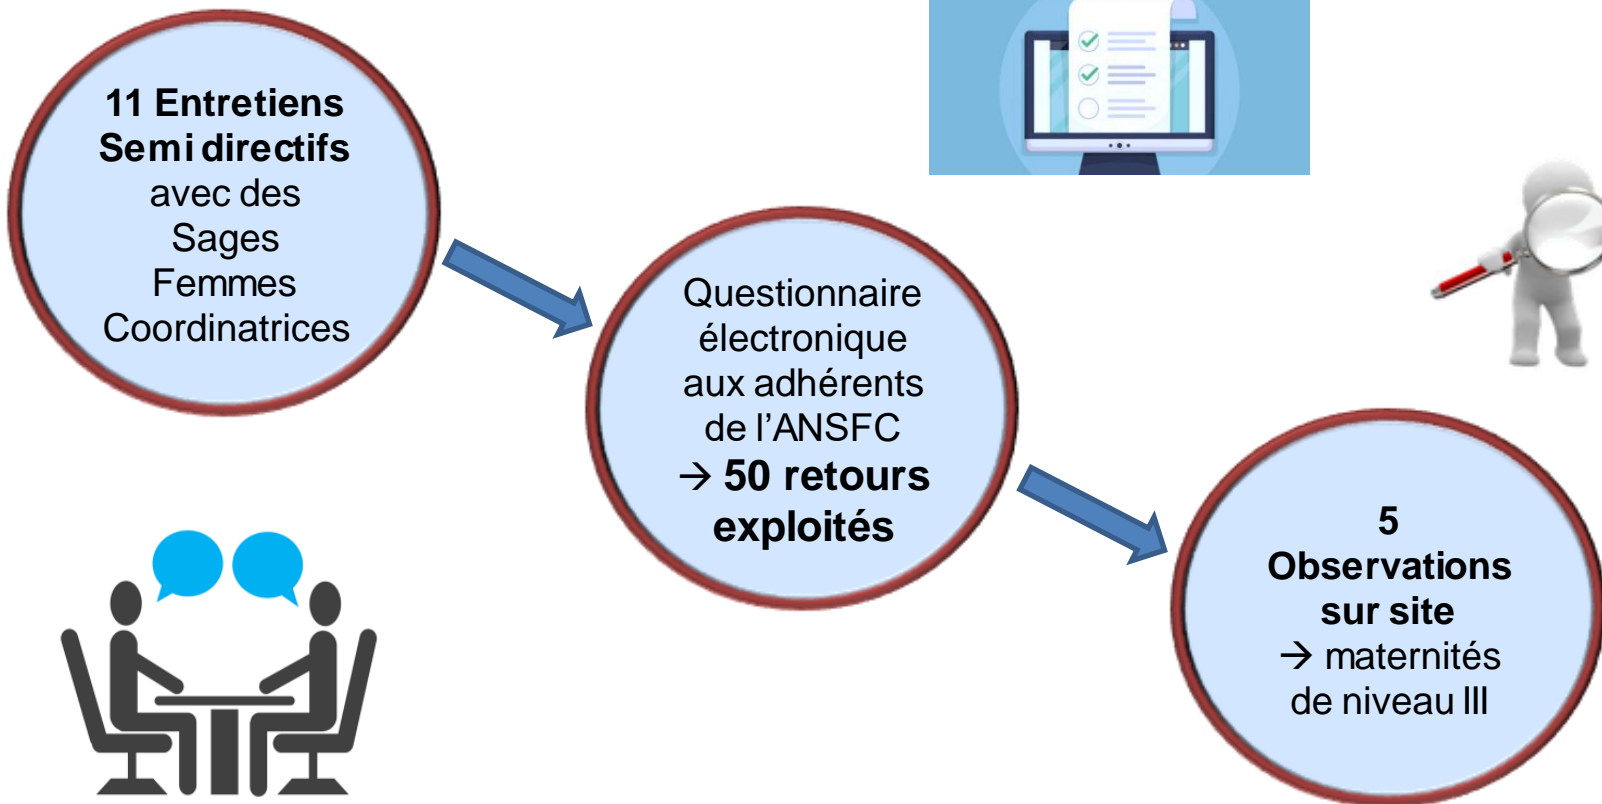 11 Entretiens
Semi directifs
avec des
Sages
Femmes
Coordinatrices
Questionnaire
électronique
aux adhérents
de l’ANSFC
→ 50 retours
exploités
5
Observations
sur site
→ maternités
de niveau III